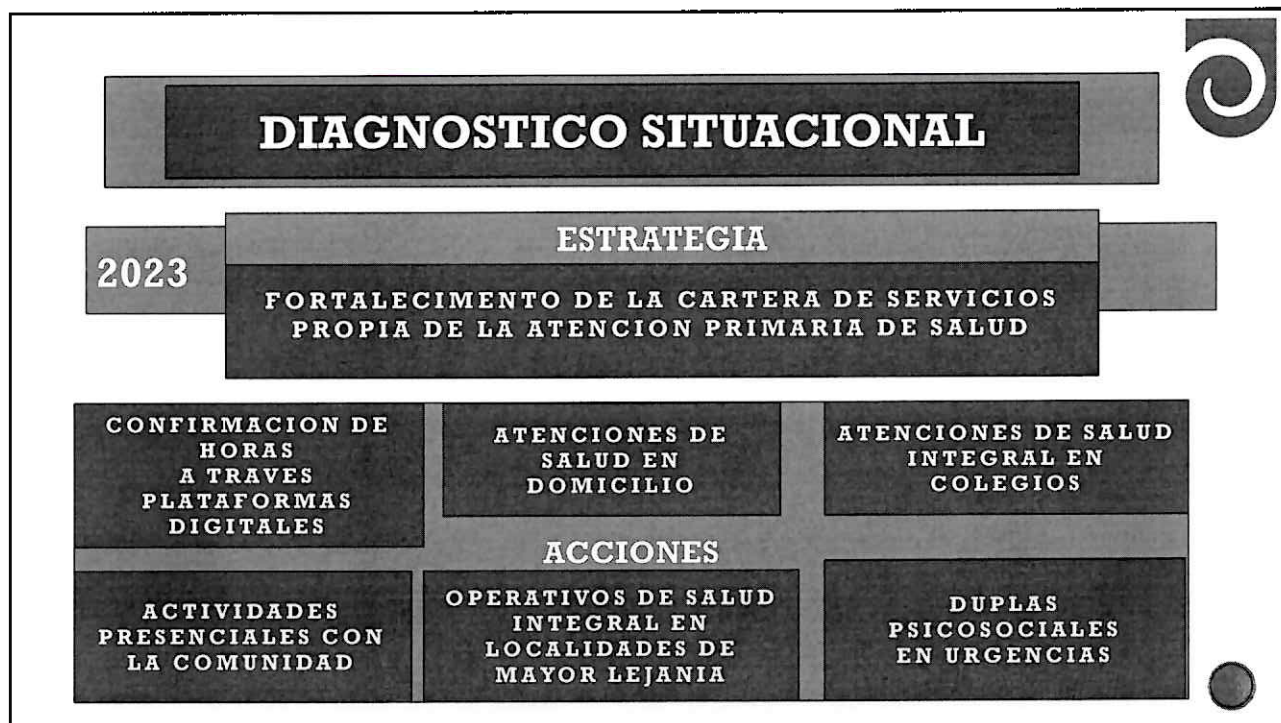 DIAGNOSTICO SITUACIONAL
2023
ESTRATEGIA
FORTALECIMENTO DE LA CARTERA DE SERVICIOS
PROPIA DE LA ATENCION PRIMARIA DE SALUD
CONFIRMACION DE
HORAS
A TRAVES
PLATAFORMAS
DIGITALES
ATENCIONES DE
SALUD EN
DOMICILIO
ATENCIONES DE SALUD
INTEGRAL EN
COLEGIOS
ACCIONES
ACTIVIDADES
PRESENCIALES CON
LA COMUNIDAD
OPERATIVOS DE SALUD
INTEGRAL EN
LOCALIDADES DE
MAYOR LEJANIA
DUPLAS
PSICOSOCIALES
EN URGENCIAS